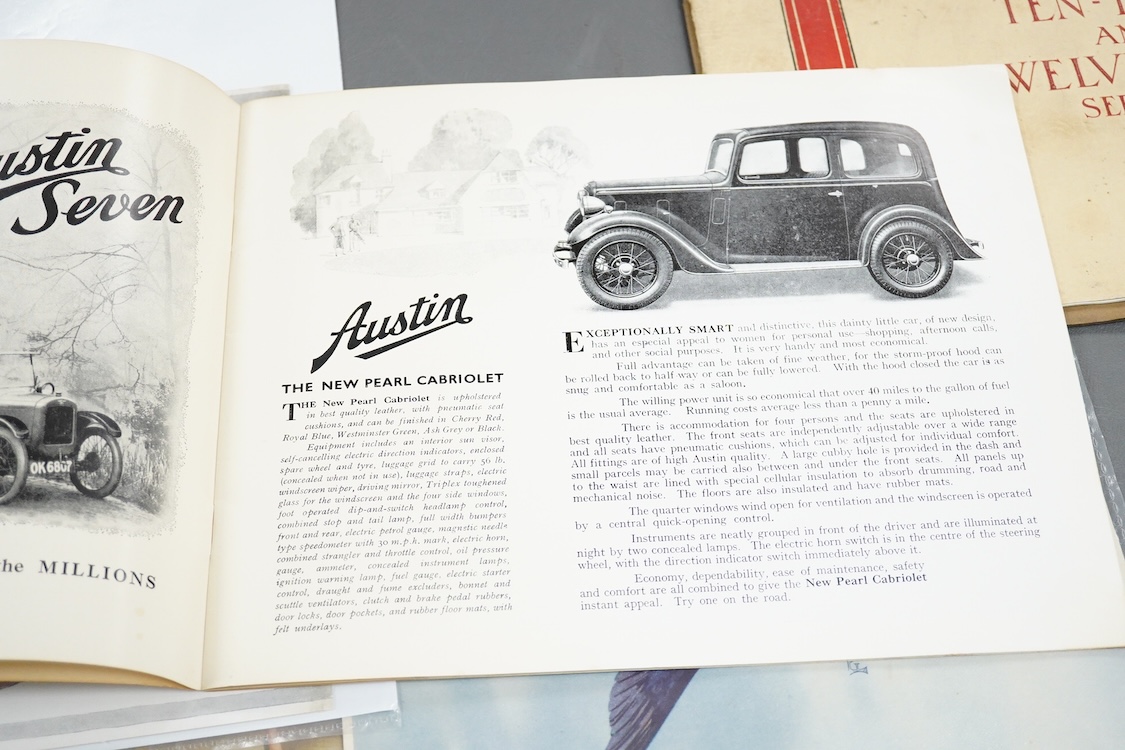 Austin
Seven
OK 6807
the MILLIONS
TEN-
AN
WELV
SE
Austin
THE NEW PEARL CABRIOLET
THE New Pearl Cabriolet is upholstered
in best quality leather, with pneumatic seat
cushions, and can be finished in Cherry Red,
Royal Blue, Westminster Green, Ash Grey or Black.
Equipment includes an interior sun visor,
self-cancelling electric direction indicators, enclosed
spare wheel and tyre, luggage grid to carry 56 lb.
(concealed when not in use), luggage straps, electric
windscreen wiper, driving mirror, Triplex toughened
glass for the windscreen and the four side windows,
foot operated dip-and-switch headlamp control,
combined stop and tail lamp, full width bumpers
front and rear, electric petrol gauge, magnetic needle
type speedometer with 30 m.p.h. mark, electric horn,
combined strangler and throttle control, oil pressure
gauge, ammeter, concealed instrument lamps,
ignition warning lamp, fuel gauge, electric starter
control, draught and fume excluders, bonnet and
scuttle ventilators, clutch and brake pedal rubbers,
door locks, door pockets, and rubber floor mats, with
felt underlays.
EXCEPTIONALLY SMART and distinctive, this dainty little car, of new design,
has an especial appeal to women for personal use—shopping, afternoon calls,
and other social purposes. It is very handy and most economical.
Full advantage can be taken of fine weather, for the storm-proof hood can
be rolled back to half-way or can be fully lowered. With the hood closed the car is as
snug and comfortable as a saloon.
The willing power unit is so economical that over 40 miles to the gallon of fuel
is the usual average. Running costs average less than a penny a mile.
There is accommodation for four persons and the seats are upholstered in
best quality leather. The front seats are independently adjustable over a wide range
and all seats have pneumatic cushions, which can be adjusted for individual comfort.
All fittings are of high Austin quality. A large cubby hole is provided in the dash and
small parcels may be carried also between and under the front seats. All panels up
to the waist are lined with special cellular insulation to absorb drumming, road and
mechanical noise. The floors are also insulated and have rubber mats.
The quarter windows wind open for ventilation and the windscreen is operated
by a central quick-opening control.
Instruments are neatly grouped in front of the driver and are illuminated at
night by two concealed lamps. The electric horn switch is in the centre of the steering
wheel, with the direction indicator switch immediately above it.
Economy, dependability, ease of maintenance, safety
and comfort are all combined to give the New Pearl Cabriolet
instant appeal. Try one on the road.